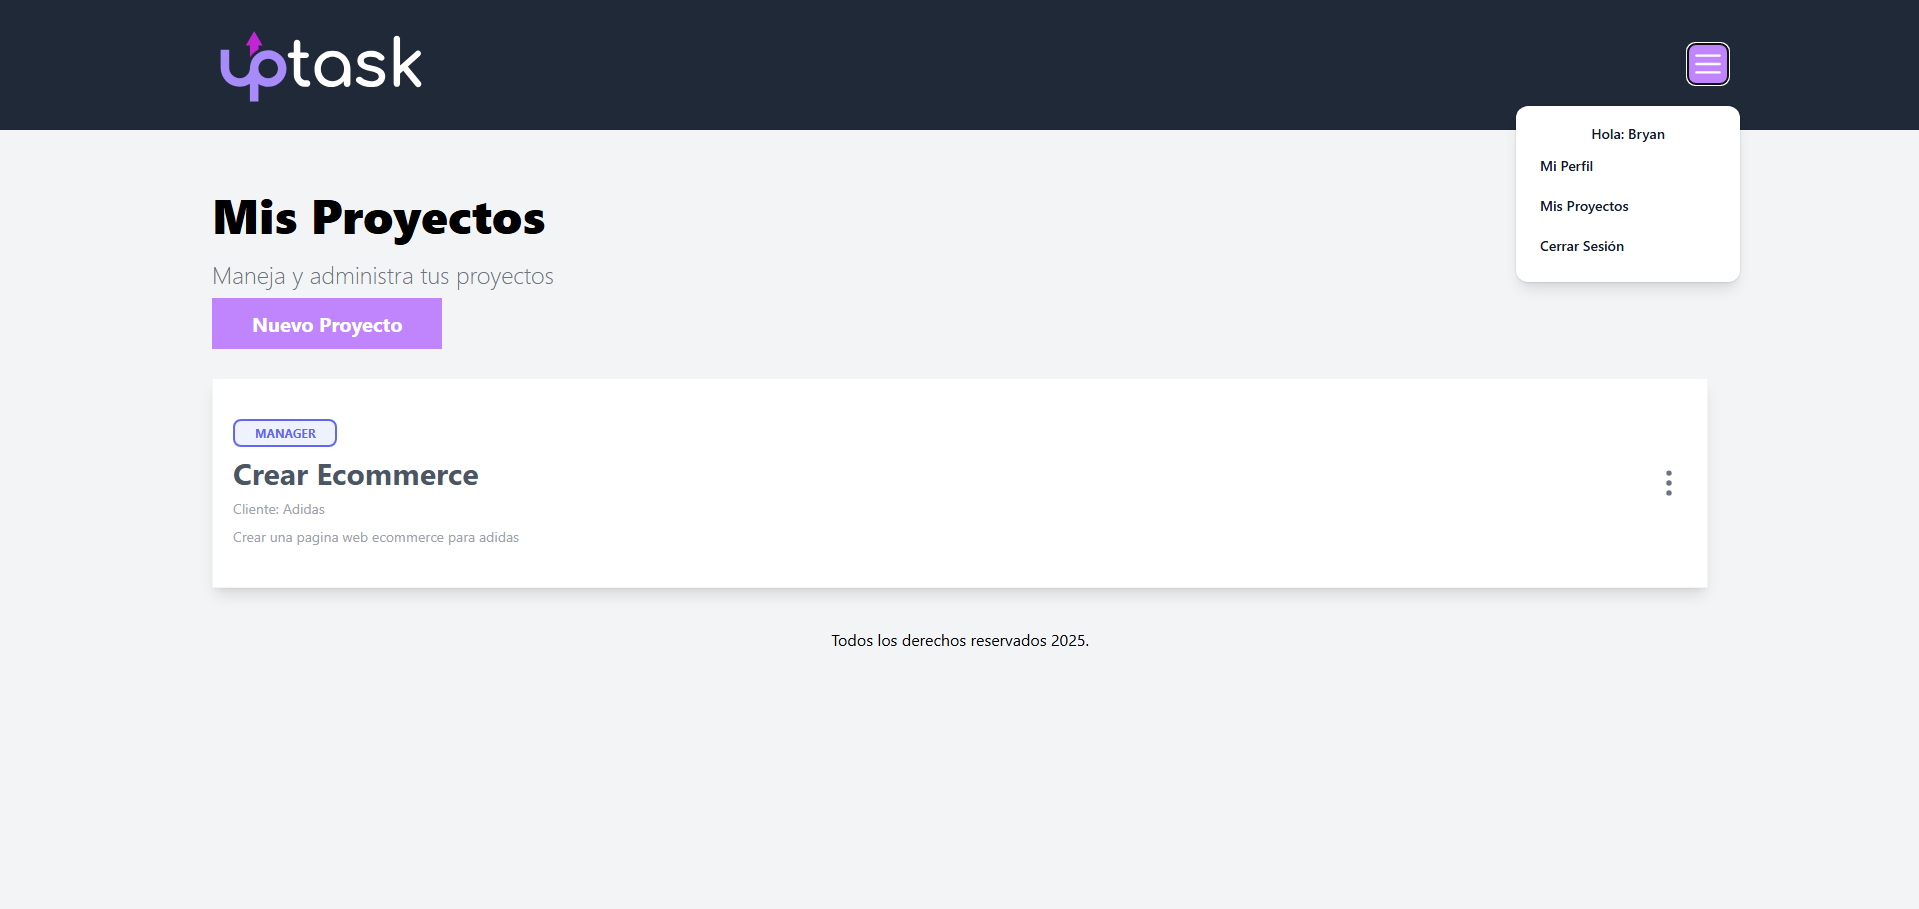 uptask
Hola: Bryan
Mi Perfil
Mis Proyectos
Cerrar Sesión
Mis Proyectos
Maneja y administra tus proyectos
Nuevo Proyecto
MANAGER
Crear Ecommerce
Cliente: Adidas
Crear una pagina web ecommerce para adidas
Todos los derechos reservados 2025.